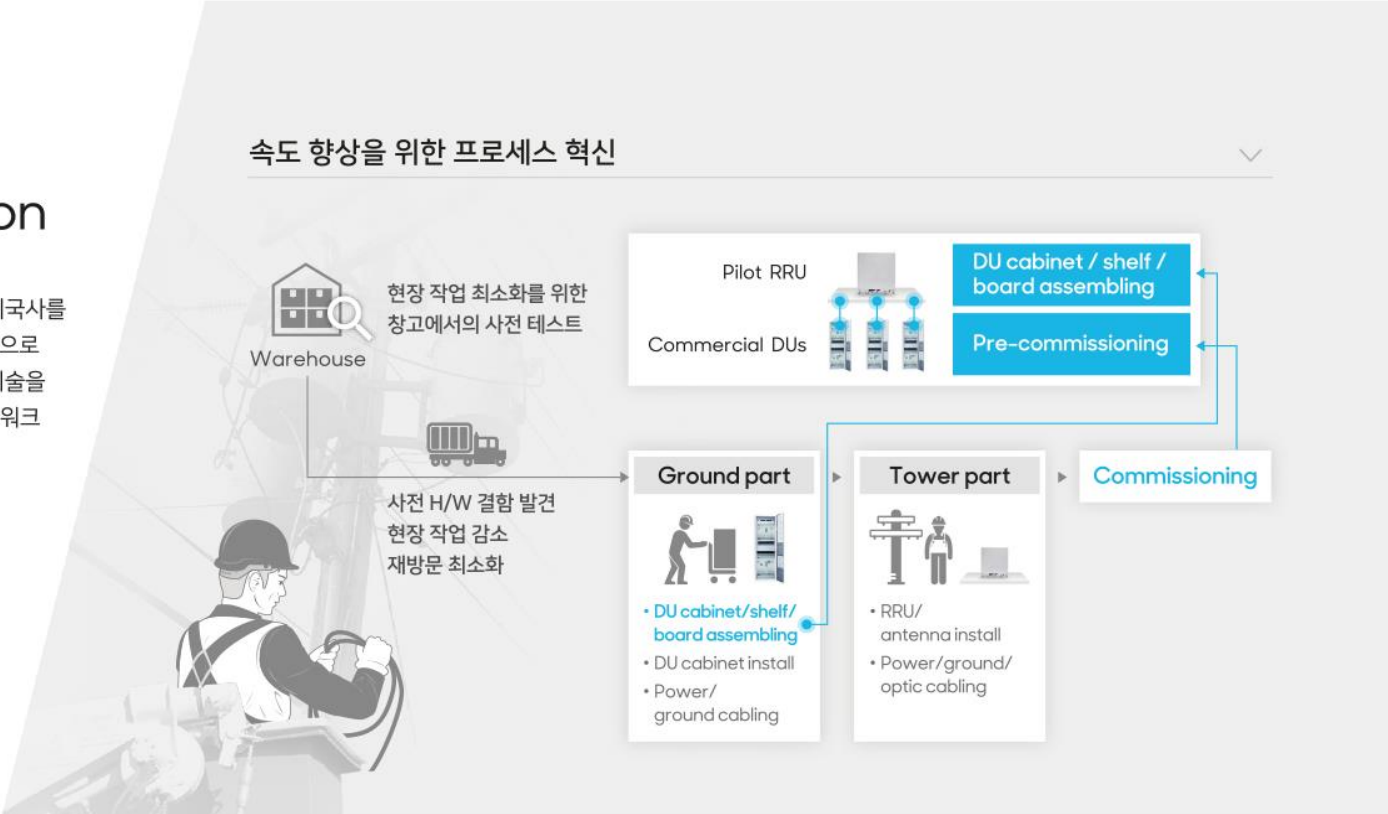 on
국사를
으로
술을
워크
속도 향상을 위한 프로세스 혁신
Warehouse
현장 작업 최소화를 위한
창고에서의 사전 테스트
Pilot RRU
Commercial DUs
DU cabinet / shelf /
board assembling
Pre-commissioning
사전 H/W 결함 발견
현장 작업 감소
재방문 최소화
Ground part
• DU cabinet/shelf/
board assembling
• DU cabinet install
• Power/
ground cabling
Tower part
• RRU/
antenna install
• Power/ground/
optic cabling
Commissioning